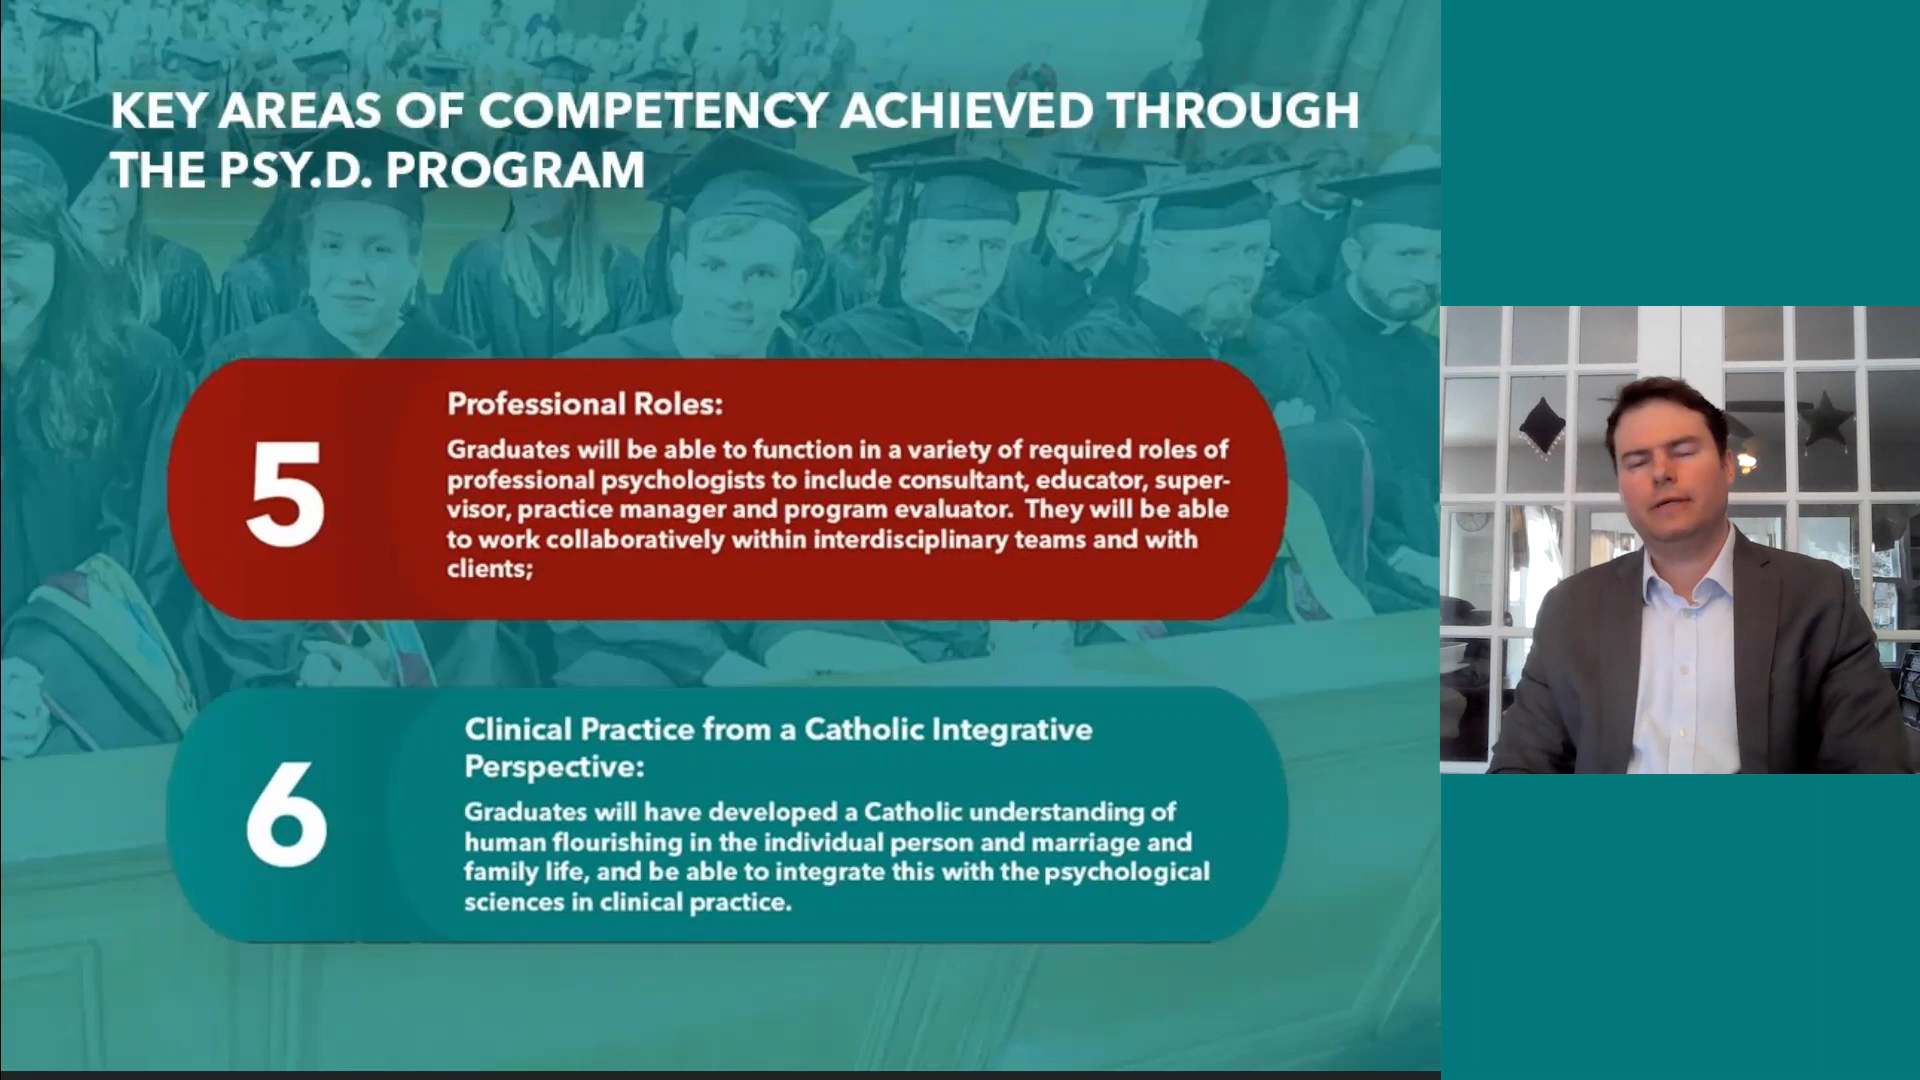 KEY AREAS OF COMPETENCY ACHIEVED THROUGH
THE PSY.D. PROGRAM
5
Professional Roles:
Graduates will be able to function in a variety of required roles of
professional psychologists to include consultant, educator, super-
visor, practice manager and program evaluator. They will be able
to work collaboratively within interdisciplinary teams and with
clients;
6
Clinical Practice from a Catholic Integrative
Perspective:
Graduates will have developed a Catholic understanding of
human flourishing in the individual person and marriage and
family life, and be able to integrate this with the psychological
sciences in clinical practice.